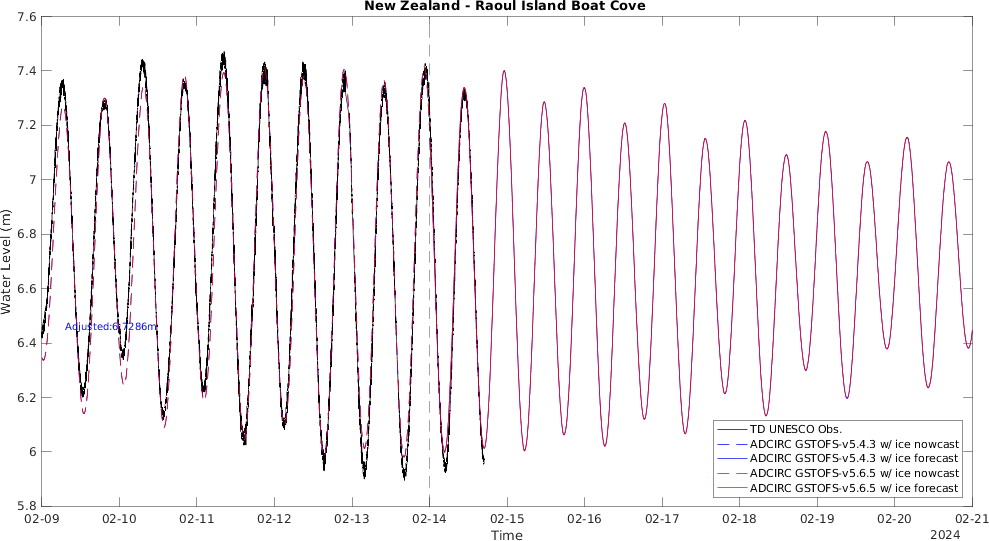 New Zealand - Raoul Island Boat Cove
7.6
7.4
7.2
7
6.8
6.6
6.4
6.2
6
5.8
Water Level (m)
Adjusted:6.7286m
TD UNESCO Obs.
ADCIRC GSTOFS-v5.4.3 w/ ice nowcast
ADCIRC GSTOFS-v5.4.3 w/ ice forecast
ADCIRC GSTOFS-v5.6.5 w/ ice nowcast
ADCIRC GSTOFS-v5.6.5 w/ ice forecast
02-09 02-10 02-11 02-12 02-13 02-14 02-15 02-16 02-17 02-18 02-19 02-20 02-21
Time
2024